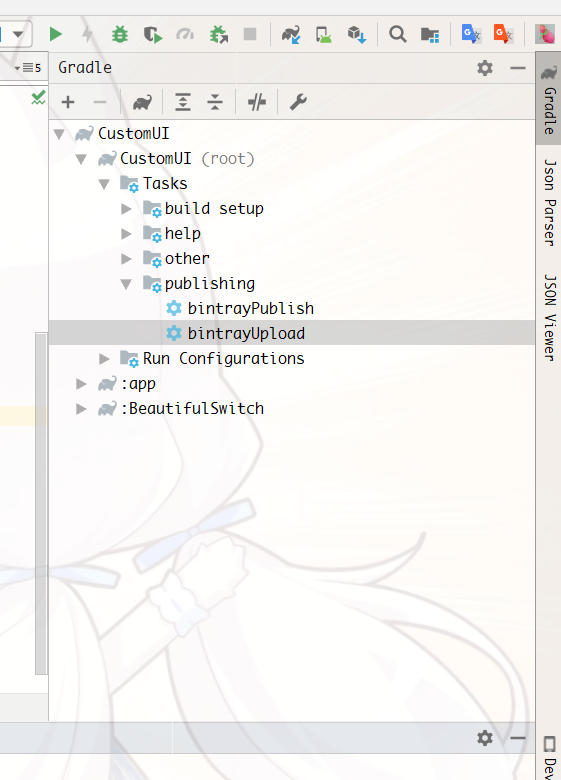 5
Gradle
CustomUI
CustomUI (root)
Tasks
build setup
help
other
publishing
bintrayPublish
bintrayUpload
Run Configurations
:app
:BeautifulSwitch
Gradle
Json Parser
JSON Viewer
Dev